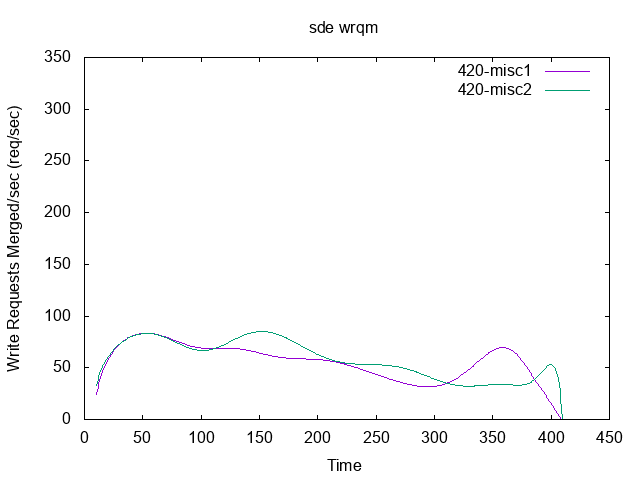 sde wrqm
350
300
250
200
150
100
50
0
Write Requests Merged/sec (req/sec)
420-misc1
420-misc2
0 50 100 150 200 250 300 350 400 450
Time